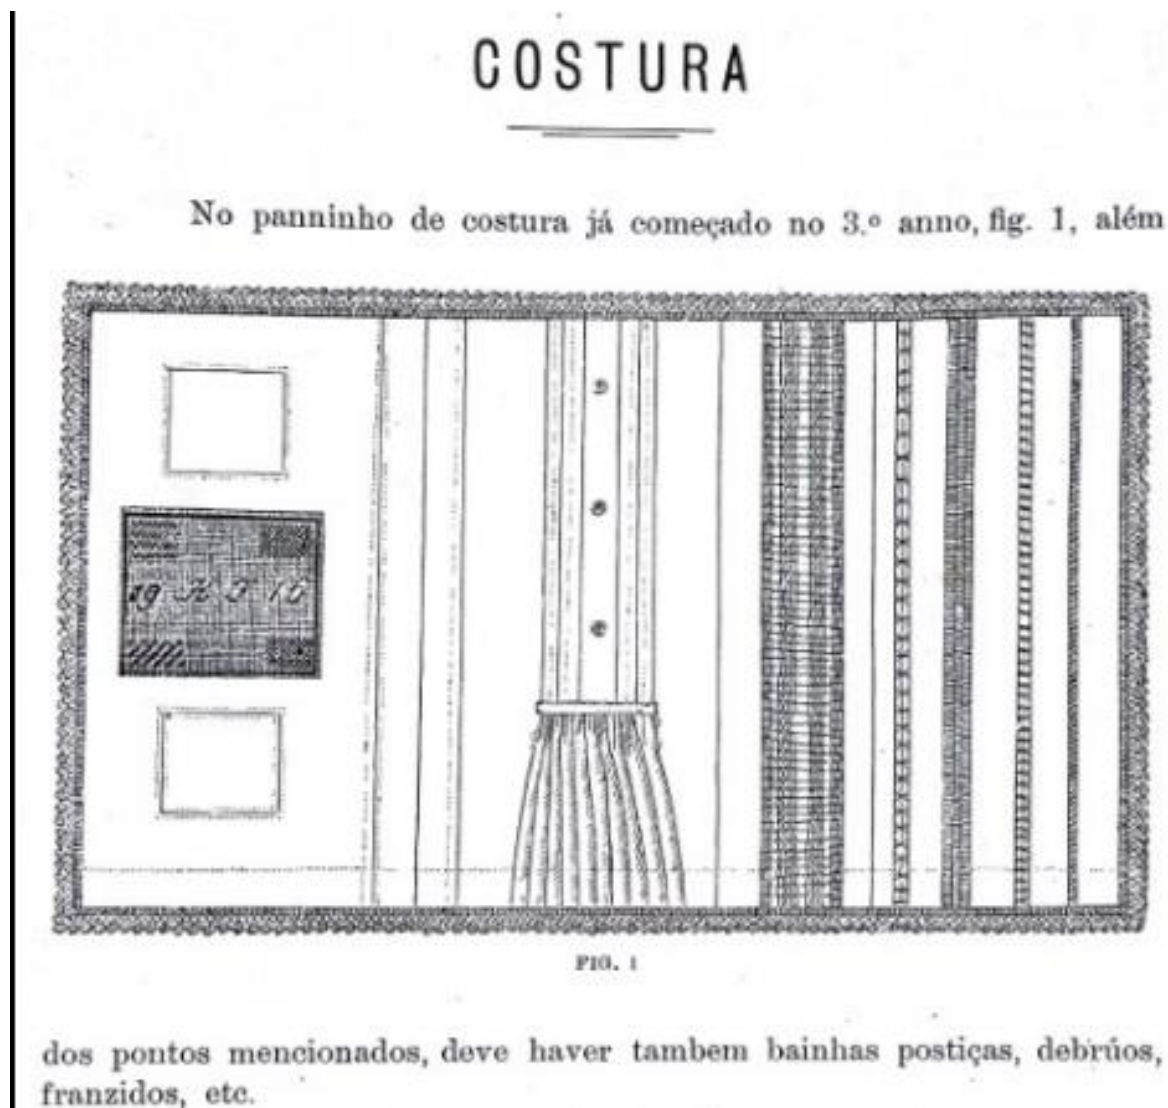 COSTURA
No panninho de costura já começado no 3.º anno, fig. 1, além
FIG. 1
dos pontos mencionados, deve haver tambem bainhas postiças, debrúos,
franzidos, etc.